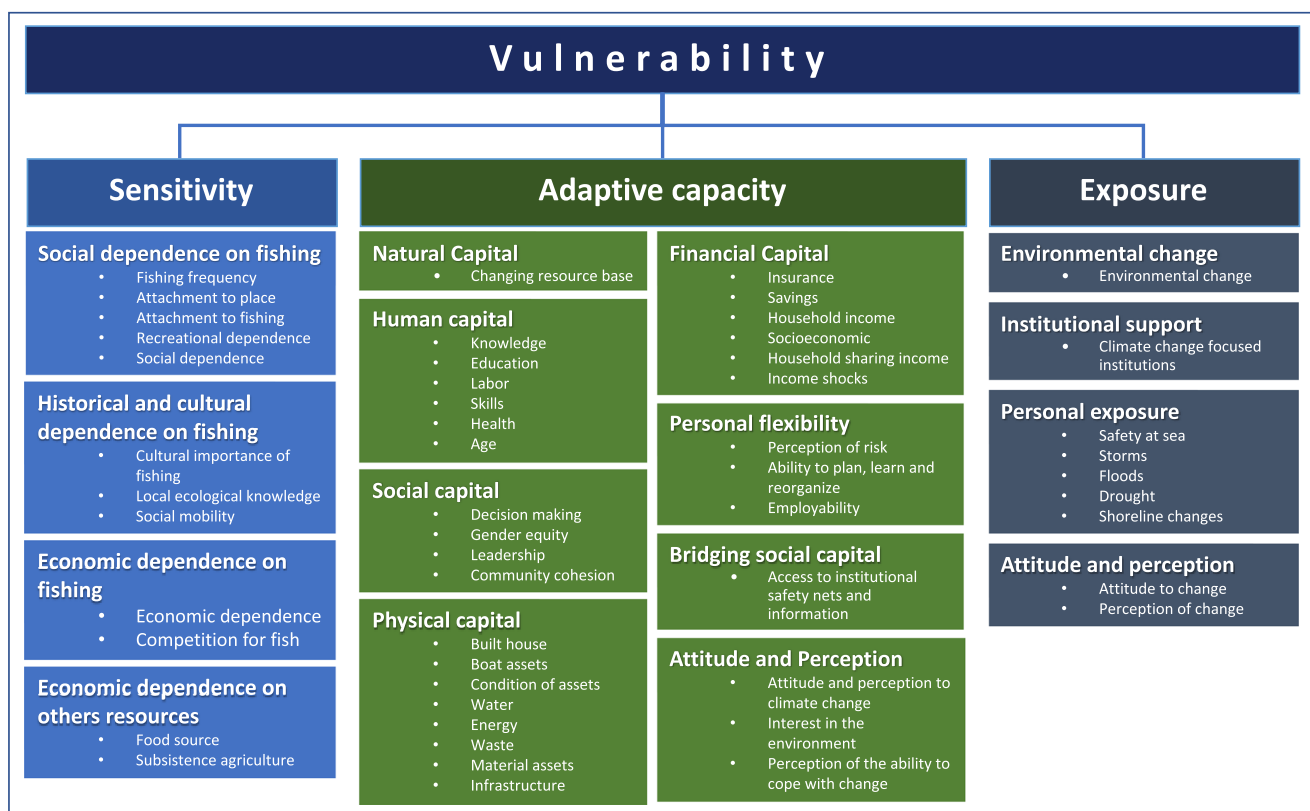 Vulnerability
Sensitivity
Social dependence on fishing
• Fishing frequency
• Attachment to place
• Attachment to fishing
• Recreational dependence
• Social dependence
Historical and cultural
dependence on fishing
• Cultural importance of
fishing
• Local ecological knowledge
• Social mobility
Economic dependence on
fishing
• Economic dependence
• Competition for fish
Economic dependence on
others resources
• Food source
• Subsistence agriculture
Adaptive capacity
Natural Capital
• Changing resource base
Human capital
• Knowledge
• Education
• Labor
• Skills
• Health
• Age
Social capital
• Decision making
• Gender equity
• Leadership
• Community cohesion
Physical capital
• Built house
• Boat assets
• Condition of assets
• Water
• Energy
• Waste
• Material assets
• Infrastructure
Financial Capital
• Insurance
• Savings
• Household income
• Socioeconomic
• Household sharing income
• Income shocks
Personal flexibility
• Perception of risk
• Ability to plan, learn and
reorganize
• Employability
Bridging social capital
• Access to institutional
safety nets and
information
Attitude and Perception
• Attitude and perception to
climate change
• Interest in the
environment
• Perception of the ability to
cope with change
Exposure
Environmental change
• Environmental change
Institutional support
• Climate change focused
institutions
Personal exposure
• Safety at sea
• Storms
• Floods
• Drought
• Shoreline changes
Attitude and perception
• Attitude to change
• Perception of change